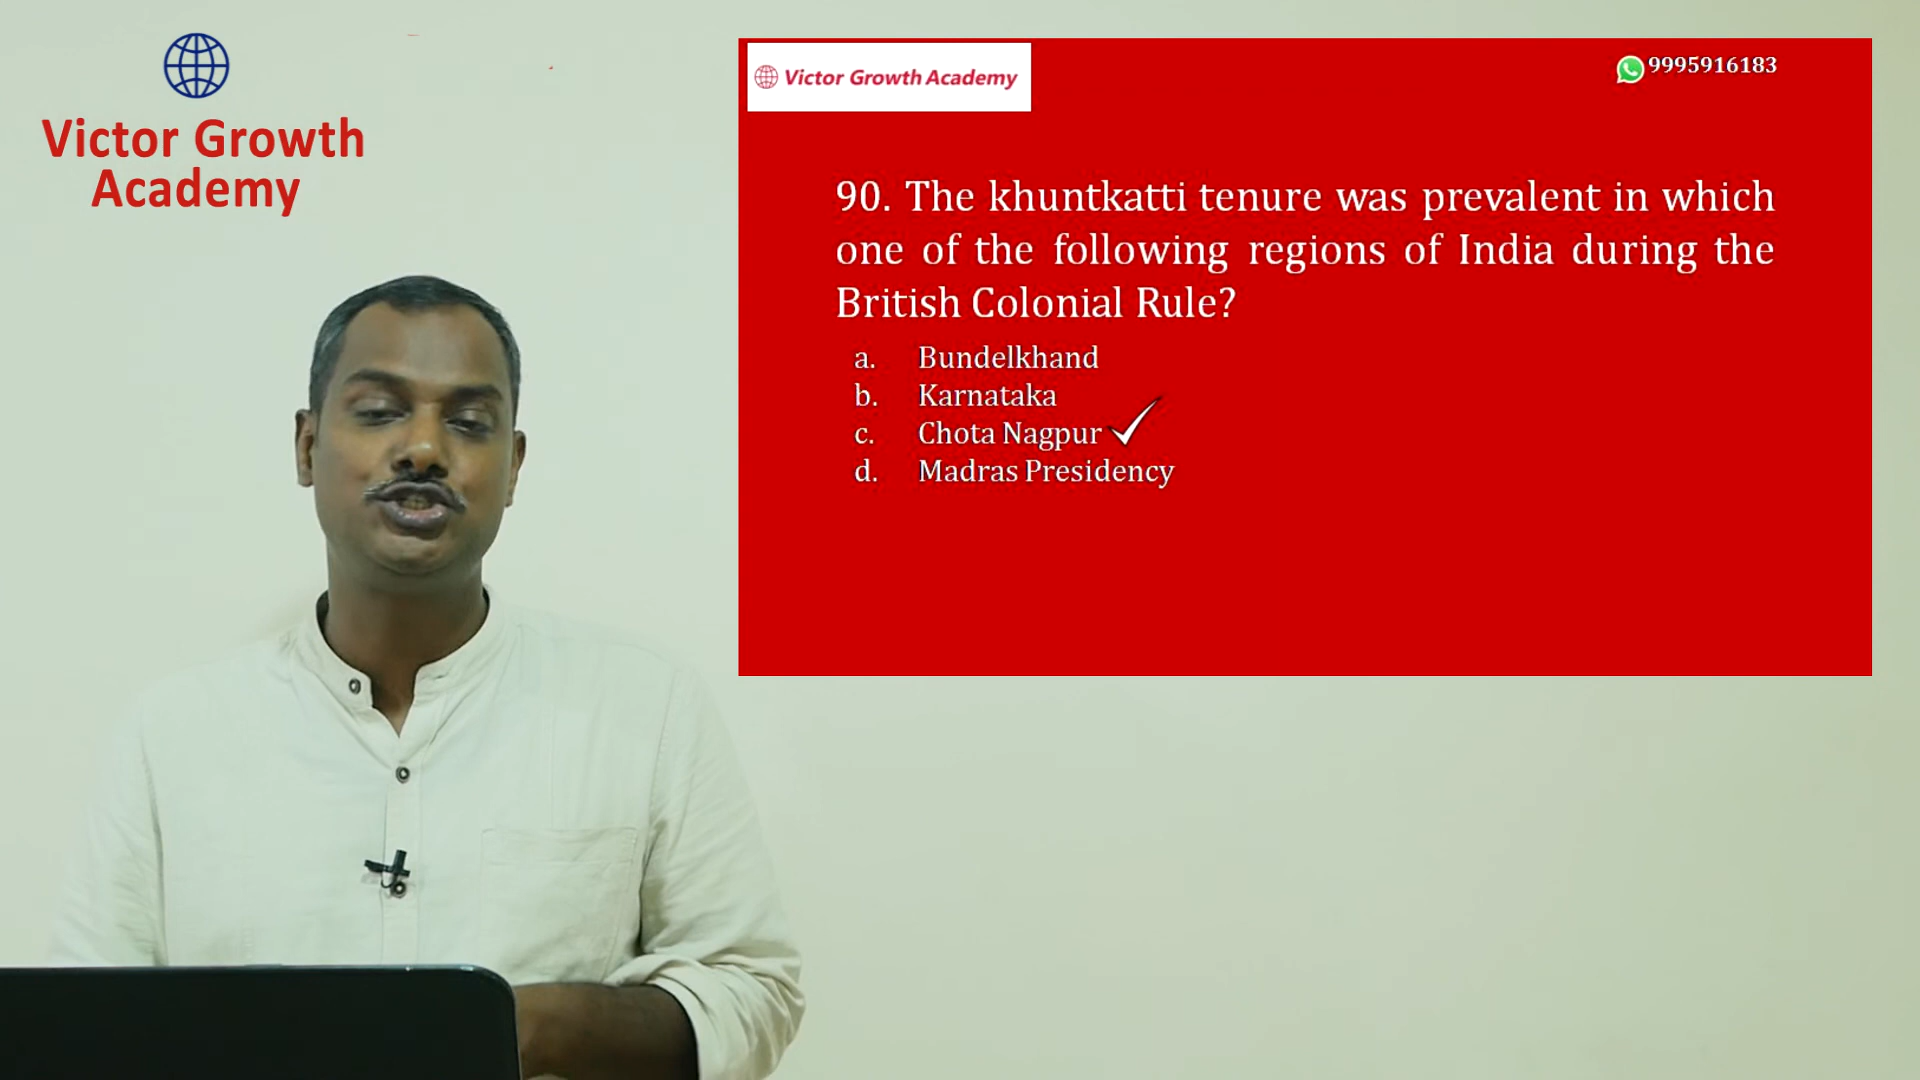 Victor Growth
Academy
Victor Growth Academy
9995916183
90. The khuntkatti tenure was prevalent in which
one of the following regions of India during the
British Colonial Rule?
a. Bundelkhand
b. Karnataka
c. Chota Nagpur
d. Madras Presidency